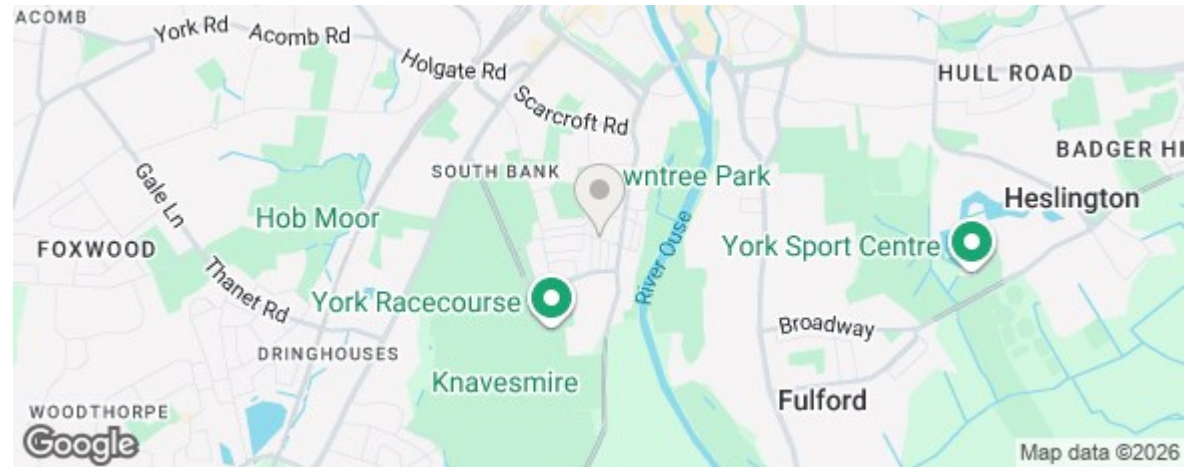 ACOMB
York Rd
Acomb Rd
Holgate Rd
HULL ROAD
Scarcroft Rd
BADGER HI
SOUTH BANK
wntree Park
Gale Ln
Heslington
Hob Moor
FOXWOOD
River Ouse
York Sport Centre
Thanet Rd
York Racecourse
Broadway
DRINGHOUSES
Knavesmire
Fulford
WOODTHORPE
Google
Map data ©2026